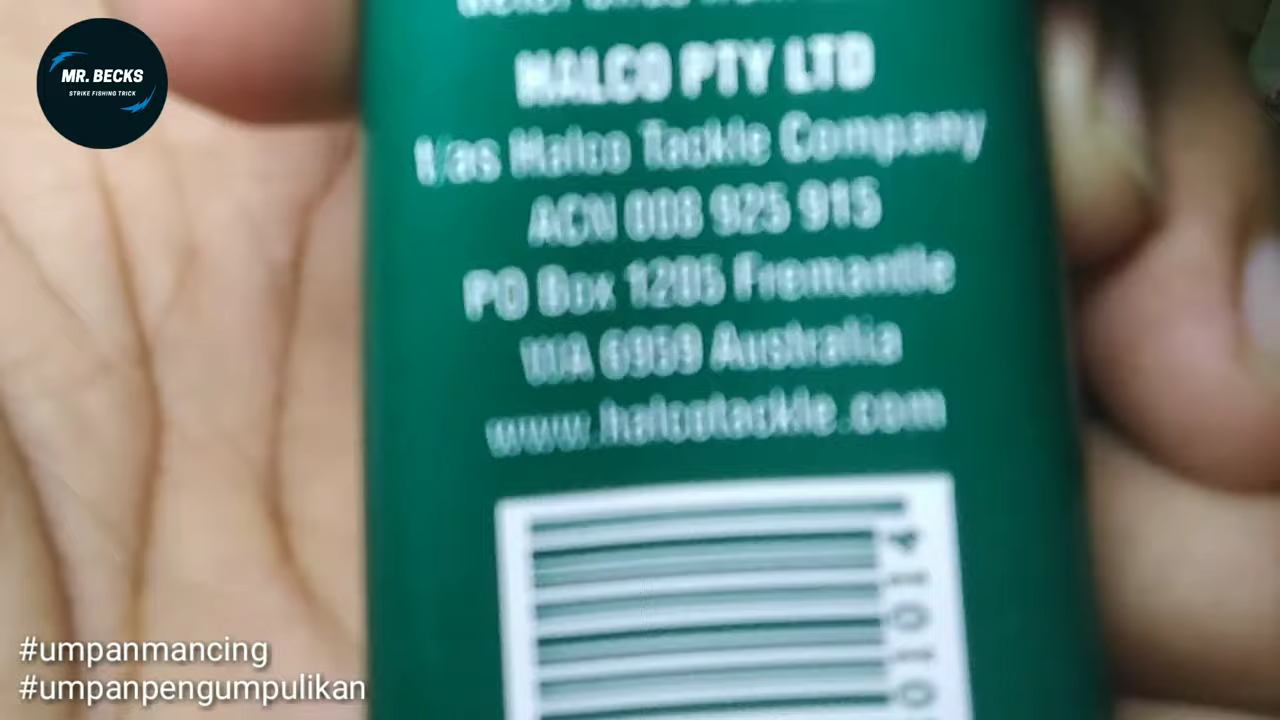 MR. BECKS
STRIKE FISHING TRICK
HALCO PTY LTD
t/as Halco Tackle Company
ACN 008 925 915
PO Box 1205 Fremantle
WA 6959 Australia
www.halcotackle.com
#umpanmancing
#umpanpengumpulikan